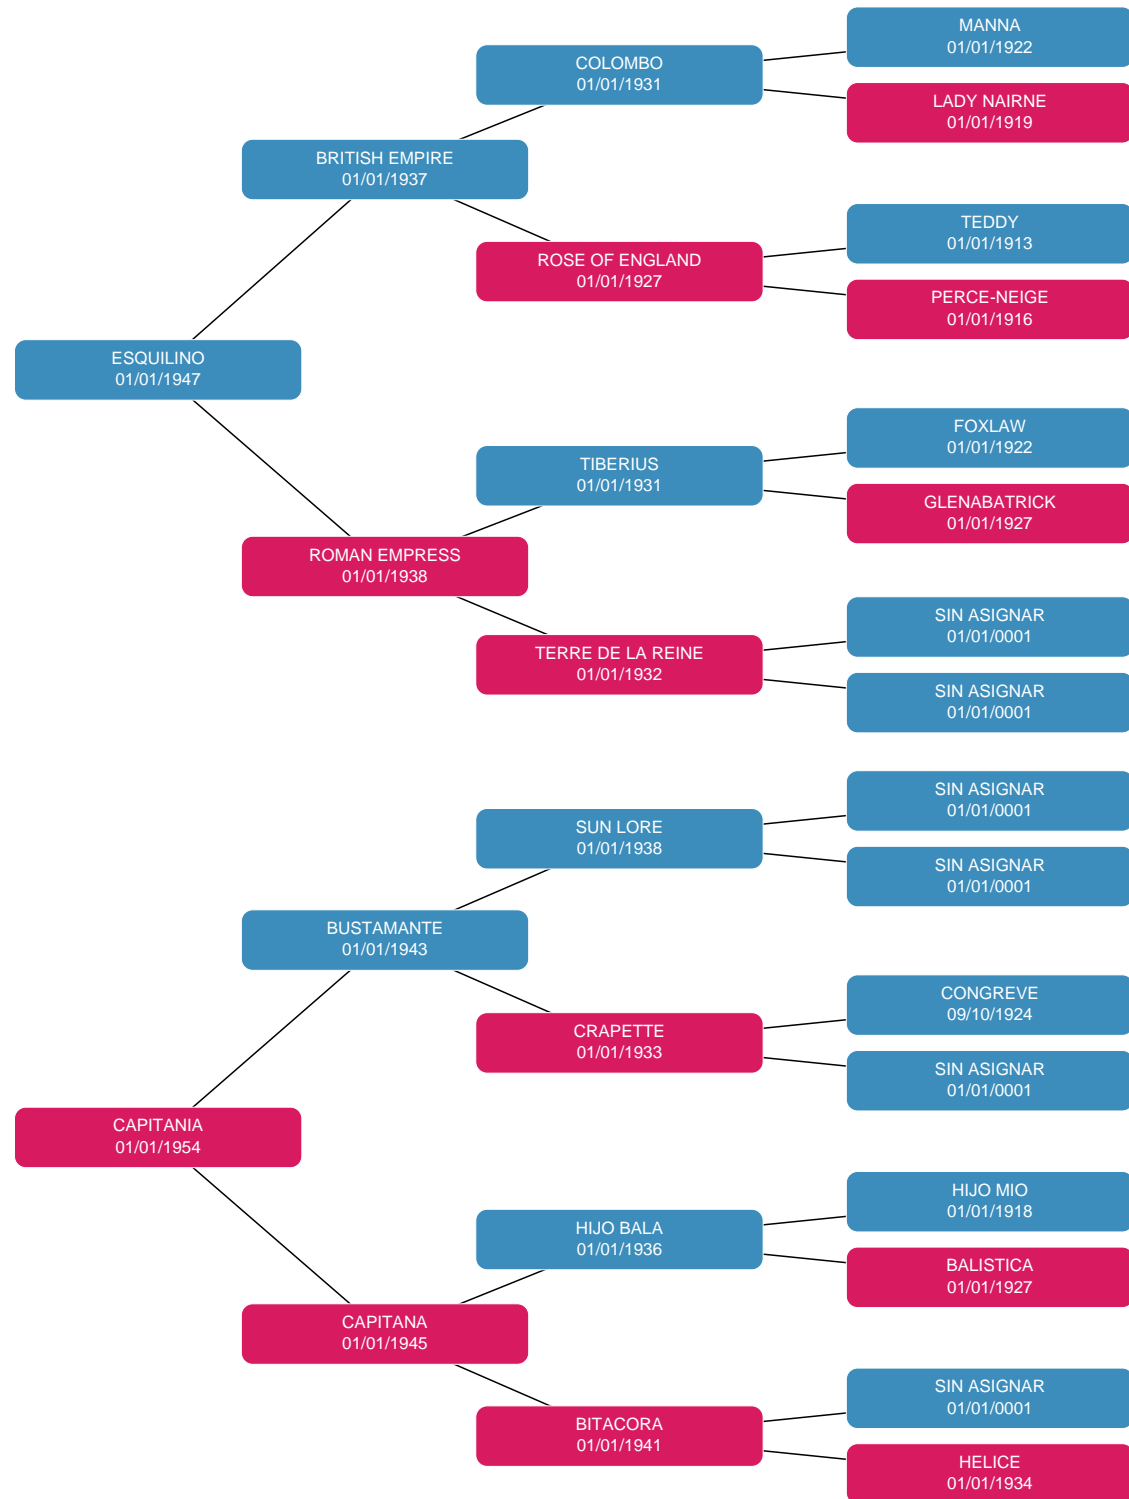 MANNA
01/01/1922
COLOMBO
01/01/1931
LADY NAIRNE
01/01/1919
BRITISH EMPIRE
01/01/1937
TEDDY
01/01/1913
ROSE OF ENGLAND
01/01/1927
PERCE-NEIGE
01/01/1916
ESQUILINO
01/01/1947
FOXLAW
01/01/1922
TIBERIUS
01/01/1931
GLENABATRICK
01/01/1927
ROMAN EMPRESS
01/01/1938
SIN ASIGNAR
01/01/0001
TERRE DE LA REINE
01/01/1932
SIN ASIGNAR
01/01/0001
SIN ASIGNAR
01/01/0001
SUN LORE
01/01/1938
SIN ASIGNAR
01/01/0001
BUSTAMANTE
01/01/1943
CONGREVE
09/10/1924
CRAPETTE
01/01/1933
SIN ASIGNAR
01/01/0001
CAPITANIA
01/01/1954
HIJO MIO
01/01/1918
HIJO BALA
01/01/1936
BALISTICA
01/01/1927
CAPITANA
01/01/1945
SIN ASIGNAR
01/01/0001
BITACORA
01/01/1941
HELICE
01/01/1934